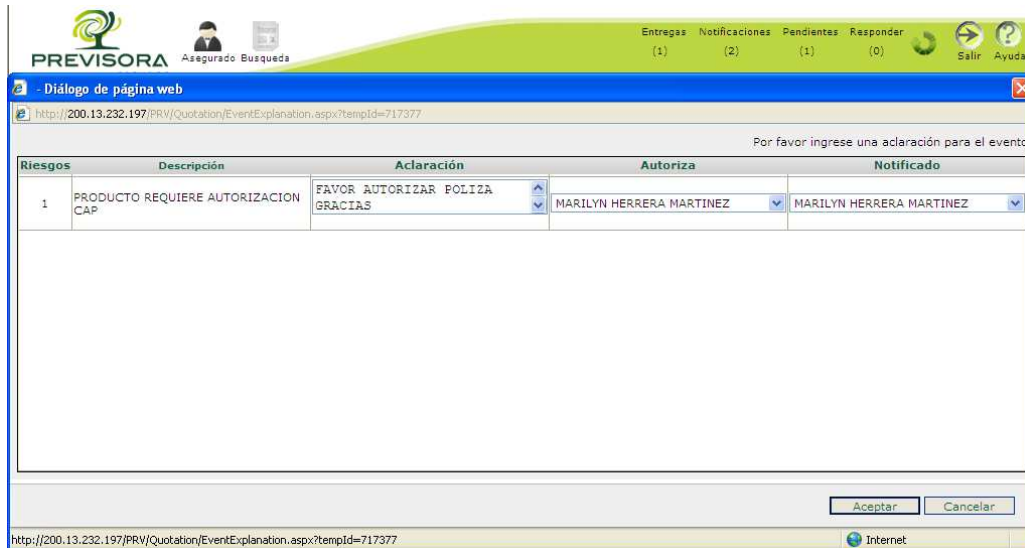 PREVISORA
Asegurado Busqueda
Entregas Notificaciones Pendientes Responder
(1) (2) (1) (0)
Salir Ayuda
- Diálogo de página web
http://200.13.232.197/PRV/Quotation/EventExplanation.aspx?tempId=717377
Por favor ingrese una aclaración para el evento
Riesgos Descripción Aclaración Autoriza Notificado
1 PRODUCTO REQUIERE AUTORIZACION CAP
FAVOR AUTORIZAR POLIZA
GRACIAS
MARILYN HERRERA MARTINEZ MARILYN HERRERA MARTINEZ
Aceptar Cancelar
http://200.13.232.197/PRV/Quotation/EventExplanation.aspx?tempId=717377 Internet